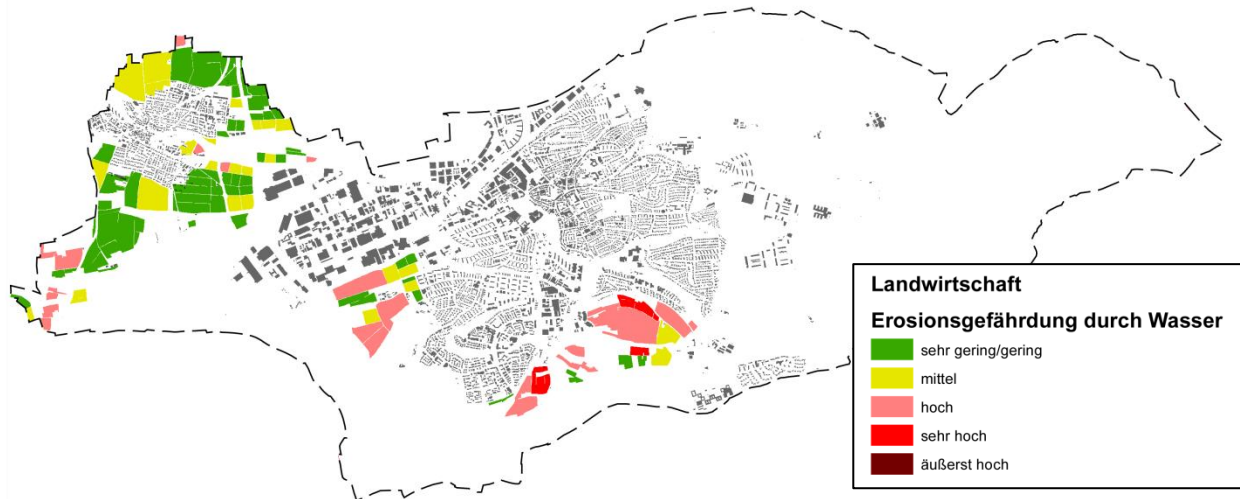 Landwirtschaft
Erosionsgefährdung durch Wasser
sehr gering/gering
mittel
hoch
sehr hoch
äußerst hoch